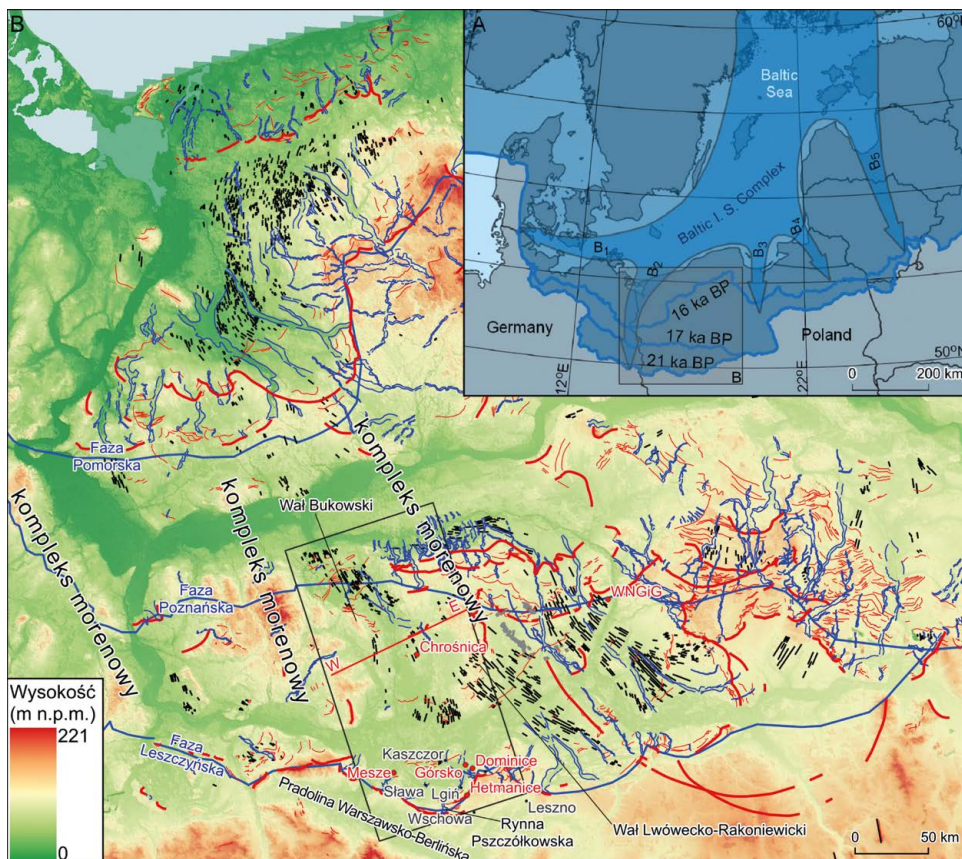 B
A
60°N
Baltic
Sea
Baltic I. S. Complex
B1
B2
B3
B4
B5
16 ka BP
17 ka BP
21 ka BP
Germany
Poland
50°N
B
12°E
22°E
0 200 km
Faza
Pomorska
kompleks morenowy
kompleks morenowy
kompleks morenowy
Wał Bukowski
Faza
Poznańska
WNGiG
W
E
Chrośnica
Wysokość
(m n.p.m.)
221
0
Faza
Leszczyńska
Kaszczor
Mesze
Górsko
Dominice
Sława
Lgiń
Hetmanice
Leszno
Wschowa
Rynna
Pszczółkowska
Pradolina Warszawsko-Berlińska
Wał Lwówecko-Rakoniewicki
0 50 km